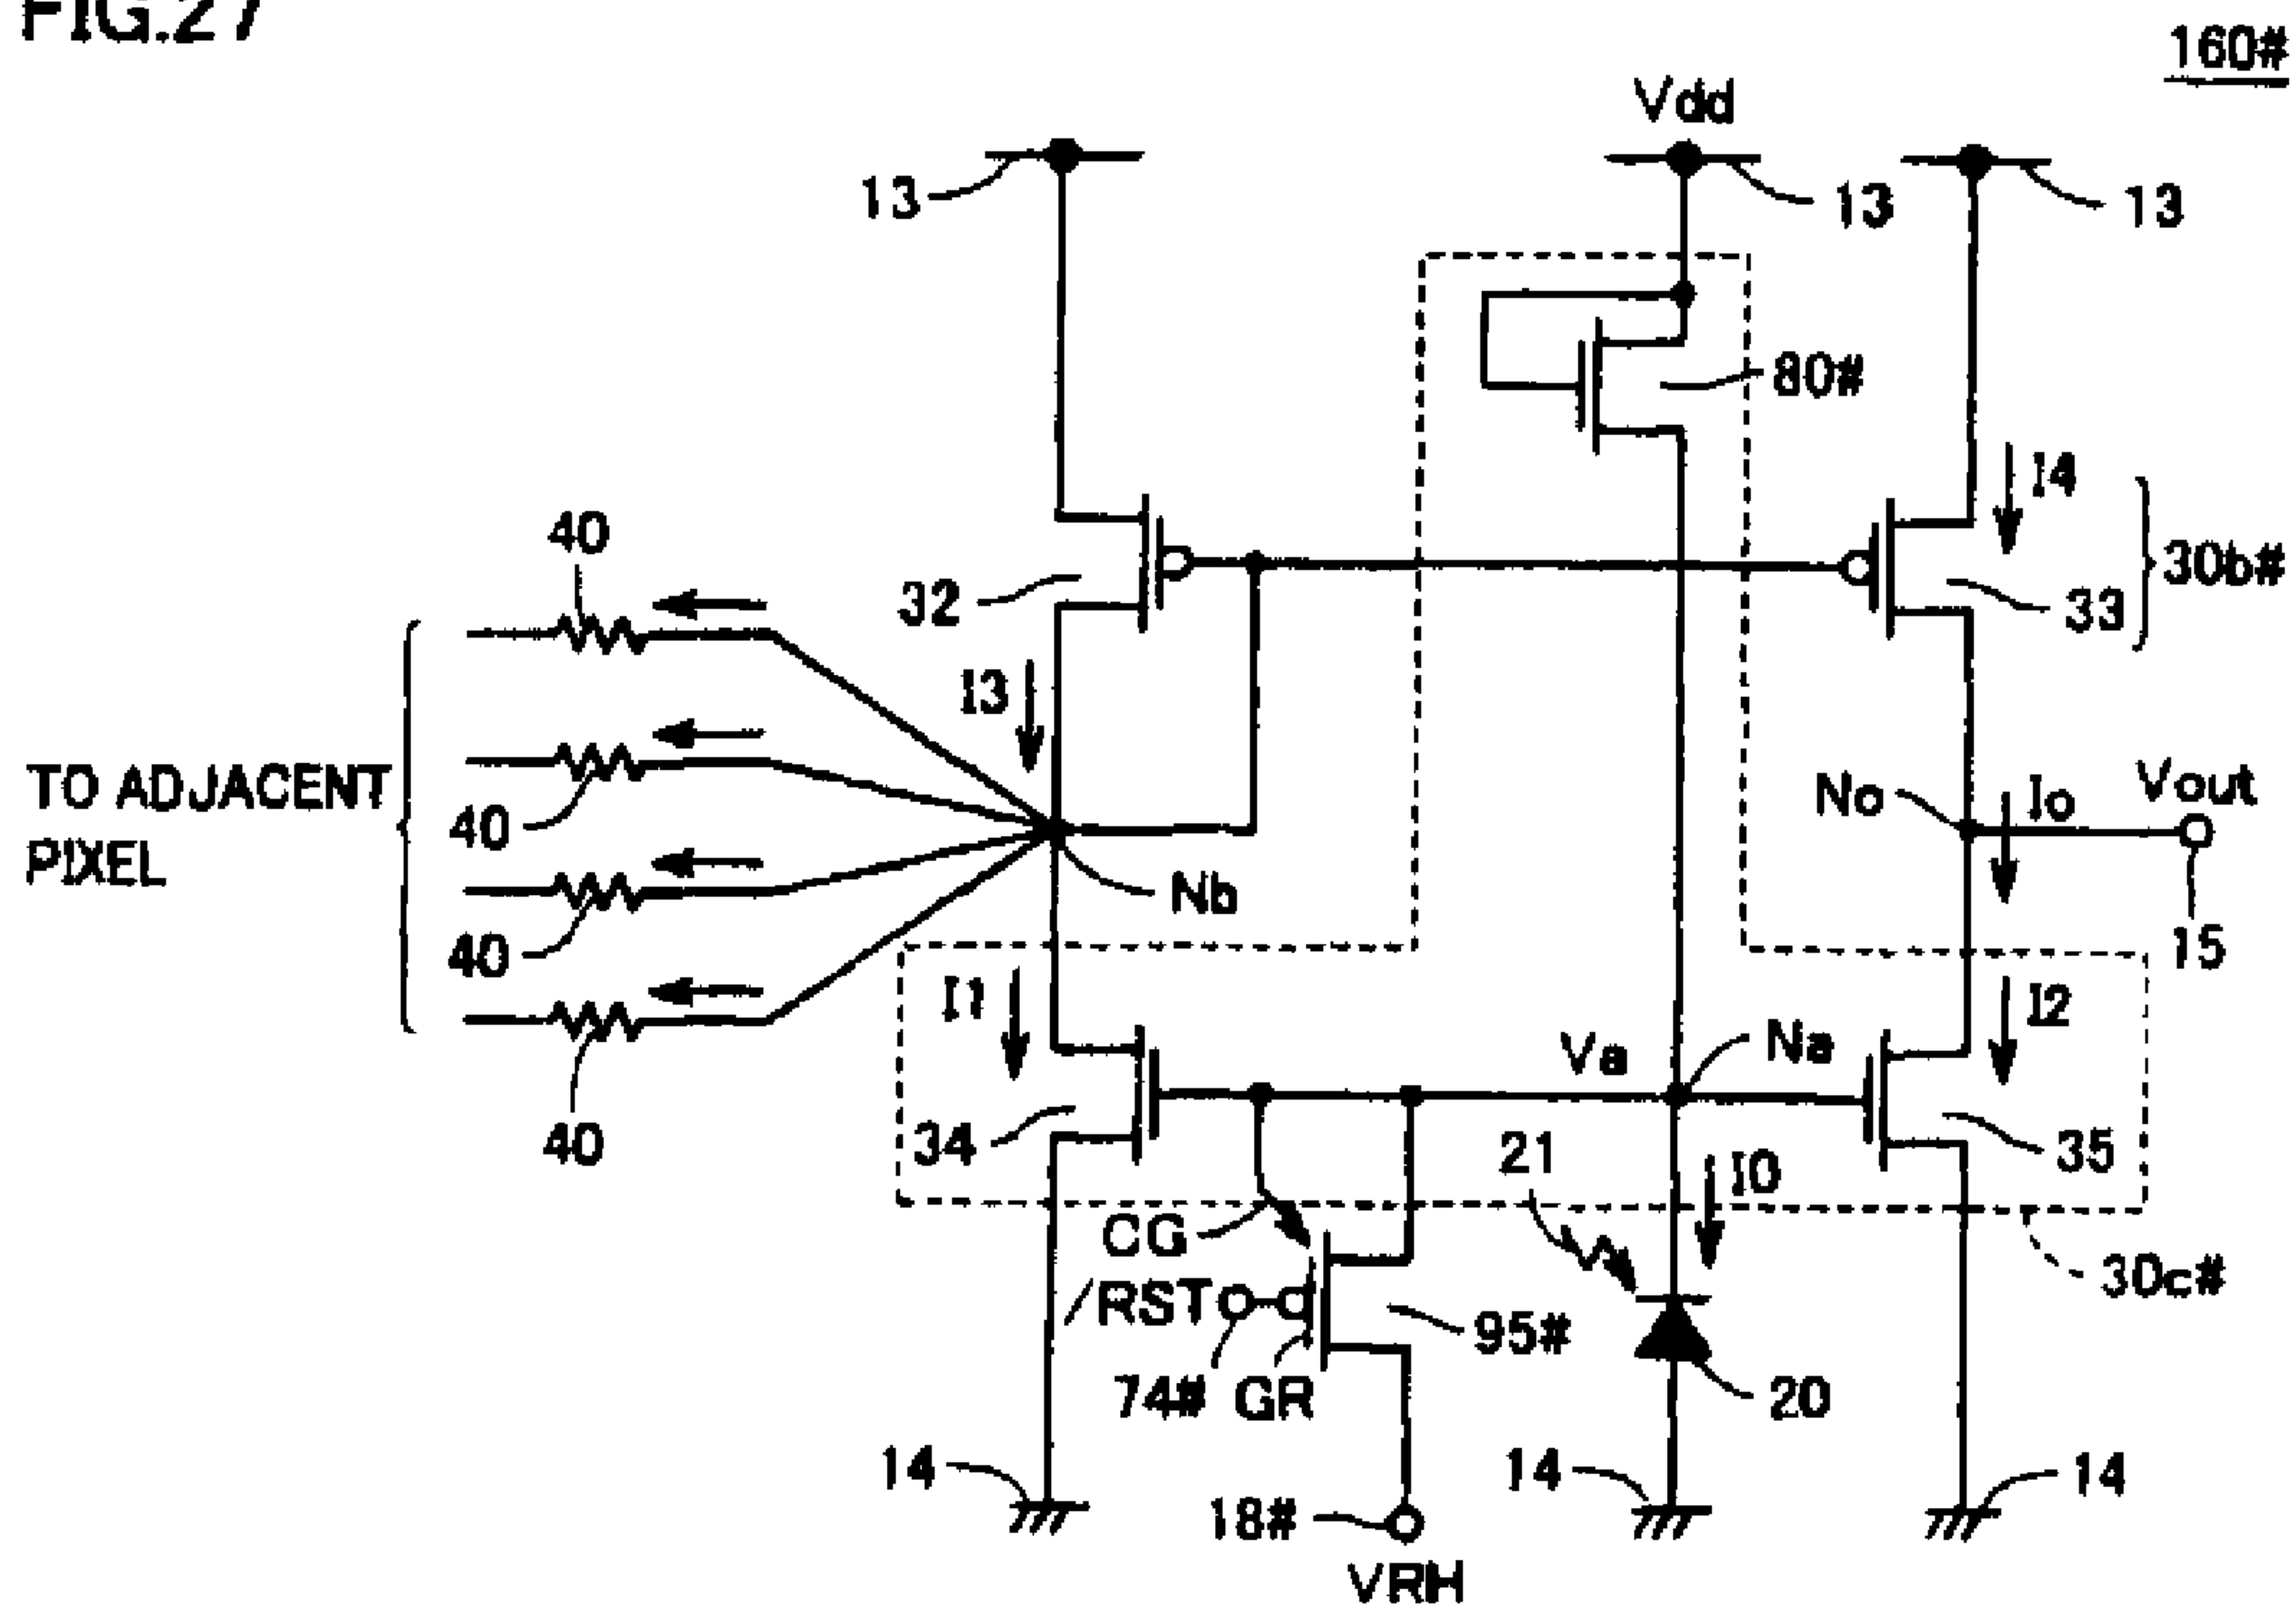 FIG.27
160#
Vdd
13
13
13
80#
I4
40
32
33
30b#
I3
TO ADJACENT
PIXEL
40
No
Io
Vout
Nb
40
15
I1
I2
Va
Na
40
34
21
I0
35
CG
30c#
/RST
95#
74#
GR
20
14
14
14
18#
VRH